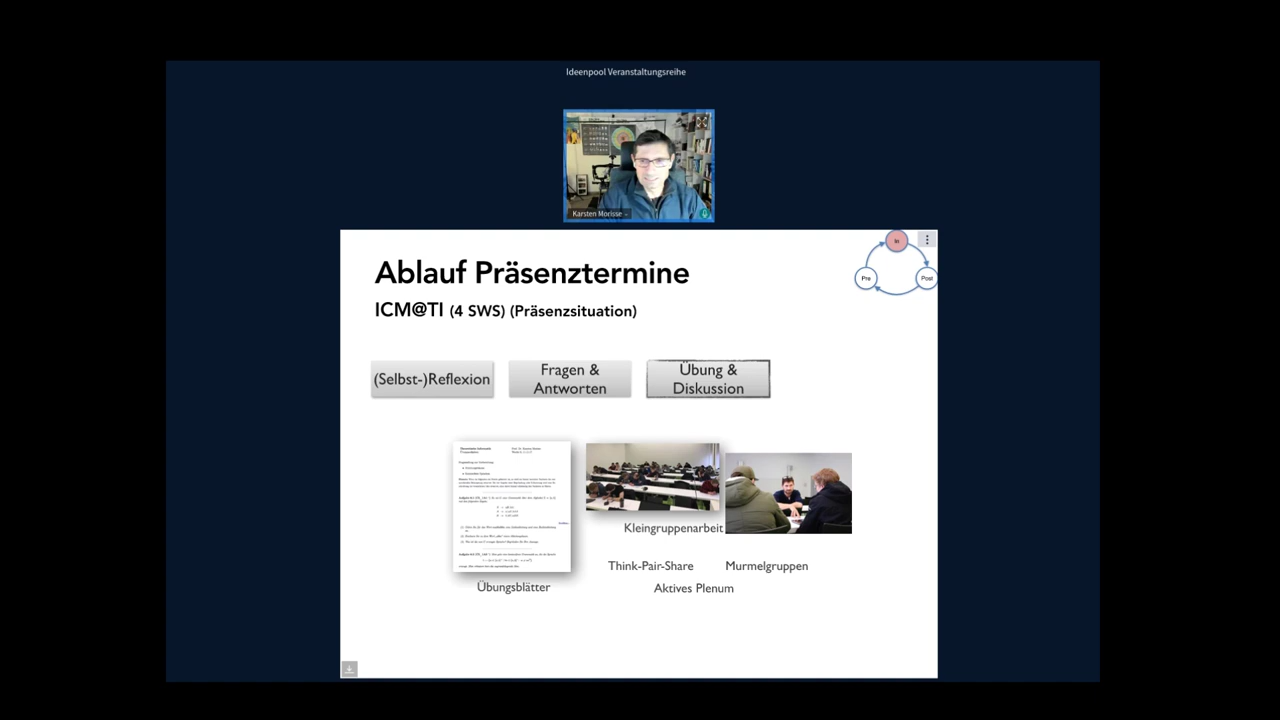 Ideenpool Veranstaltungsreihe
Karsten Morisse
Ablauf Präsenztermine
ICM@TI (4 SWS) (Präsenzsituation)
In
Pre
Post
(Selbst-)Reflexion
Fragen &
Antworten
Übung &
Diskussion
Kleingruppenarbeit
Think-Pair-Share
Murmelgruppen
Übungsblätter
Aktives Plenum